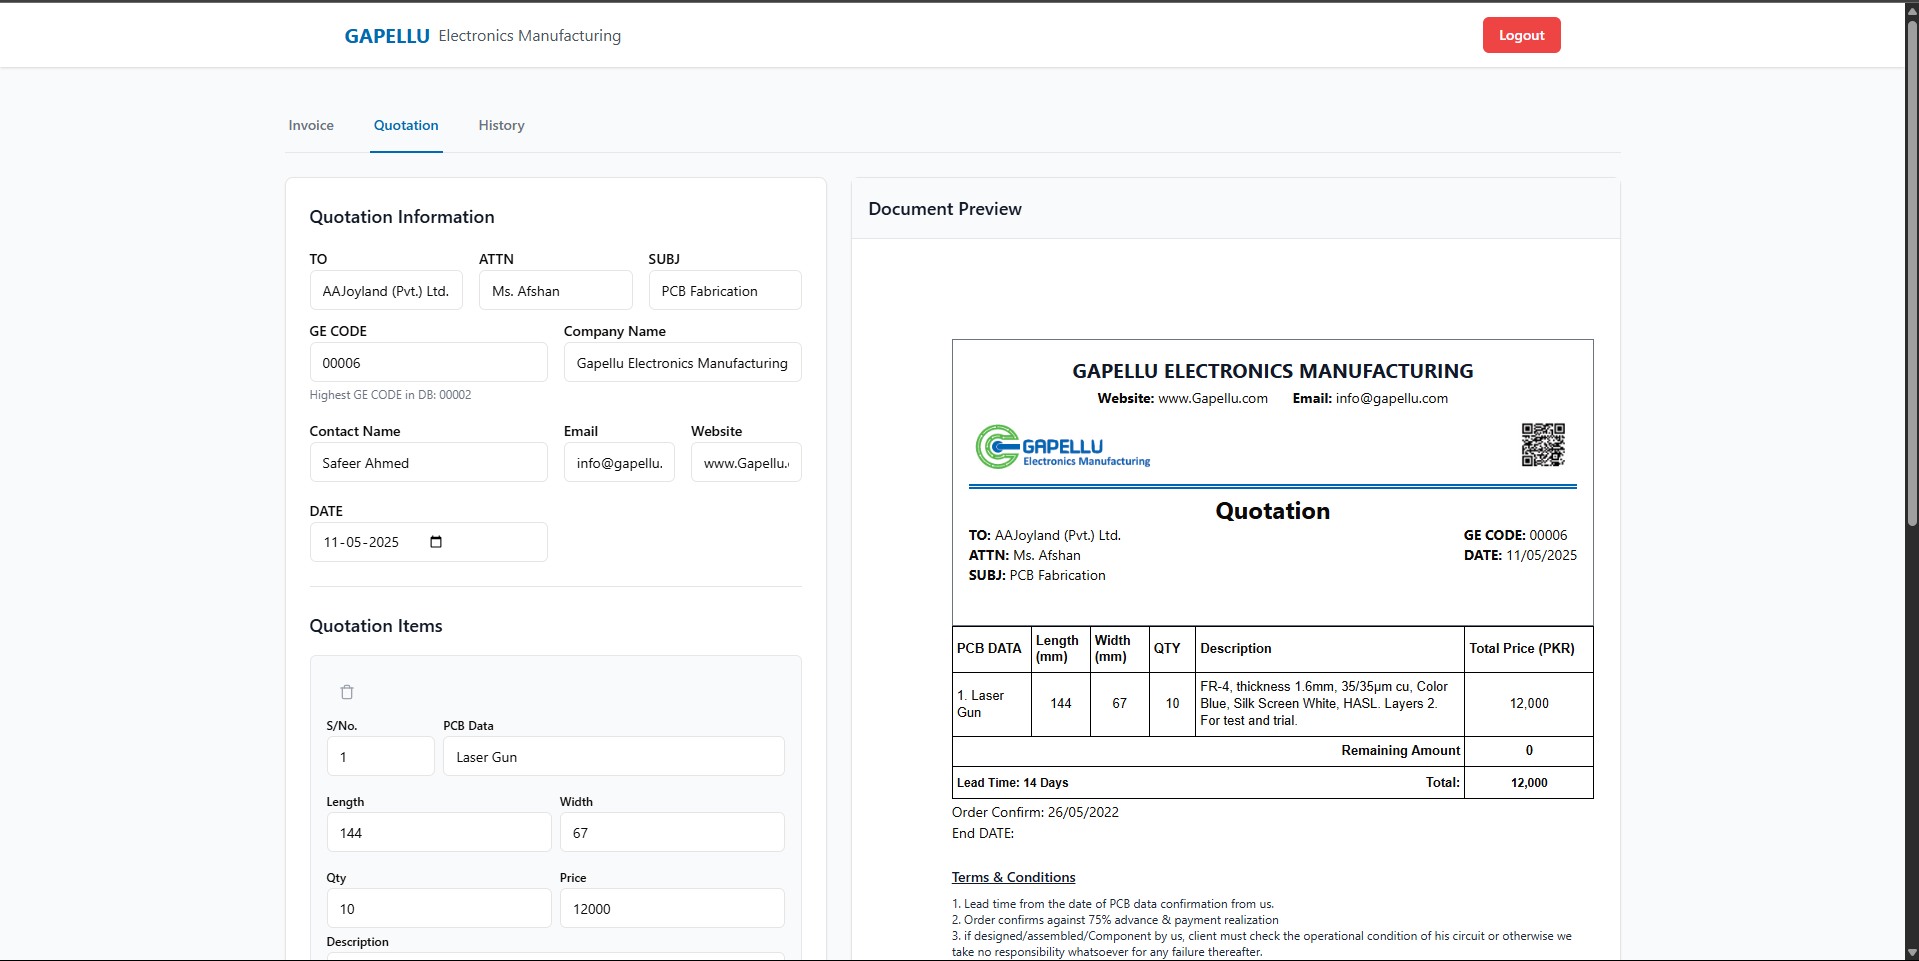 GAPELLU Electronics Manufacturing
Logout
Invoice
Quotation
History
Quotation Information
TO
ATTN
SUBJ
AAJoyland (Pvt.) Ltd.
Ms. Afshan
PCB Fabrication
GE CODE
Company Name
00006
Gapellu Electronics Manufacturing
Highest GE CODE in DB: 00002
Contact Name
Email
Website
Safeer Ahmed
info@gapellu.
www.Gapellu.
DATE
11-05-2025
Quotation Items
S/No.
PCB Data
1
Laser Gun
Length
Width
144
67
Qty
Price
10
12000
Description
Document Preview
GAPELLU ELECTRONICS MANUFACTURING
Website: www.Gapellu.com Email: info@gapellu.com
GAPELLU
Electronics Manufacturing
Quotation
TO: AAJoyland (Pvt.) Ltd.
GE CODE: 00006
ATTN: Ms. Afshan
DATE: 11/05/2025
SUBJ: PCB Fabrication
PCB DATA
Length
(mm)
Width
(mm)
QTY
Description
Total Price (PKR)
1. Laser
Gun
144
67
10
FR-4, thickness 1.6mm, 35/35µm cu, Color
Blue, Silk Screen White, HASL. Layers 2.
For test and trial.
12,000
Remaining Amount
0
Lead Time: 14 Days
Total:
12,000
Order Confirm: 26/05/2022
End DATE:
Terms & Conditions
1. Lead time from the date of PCB data confirmation from us.
2. Order confirms against 75% advance & payment realization
3. if designed/assembled/Component by us, client must check the operational condition of his circuit or otherwise we
take no responsibility whatsoever for any failure thereafter.